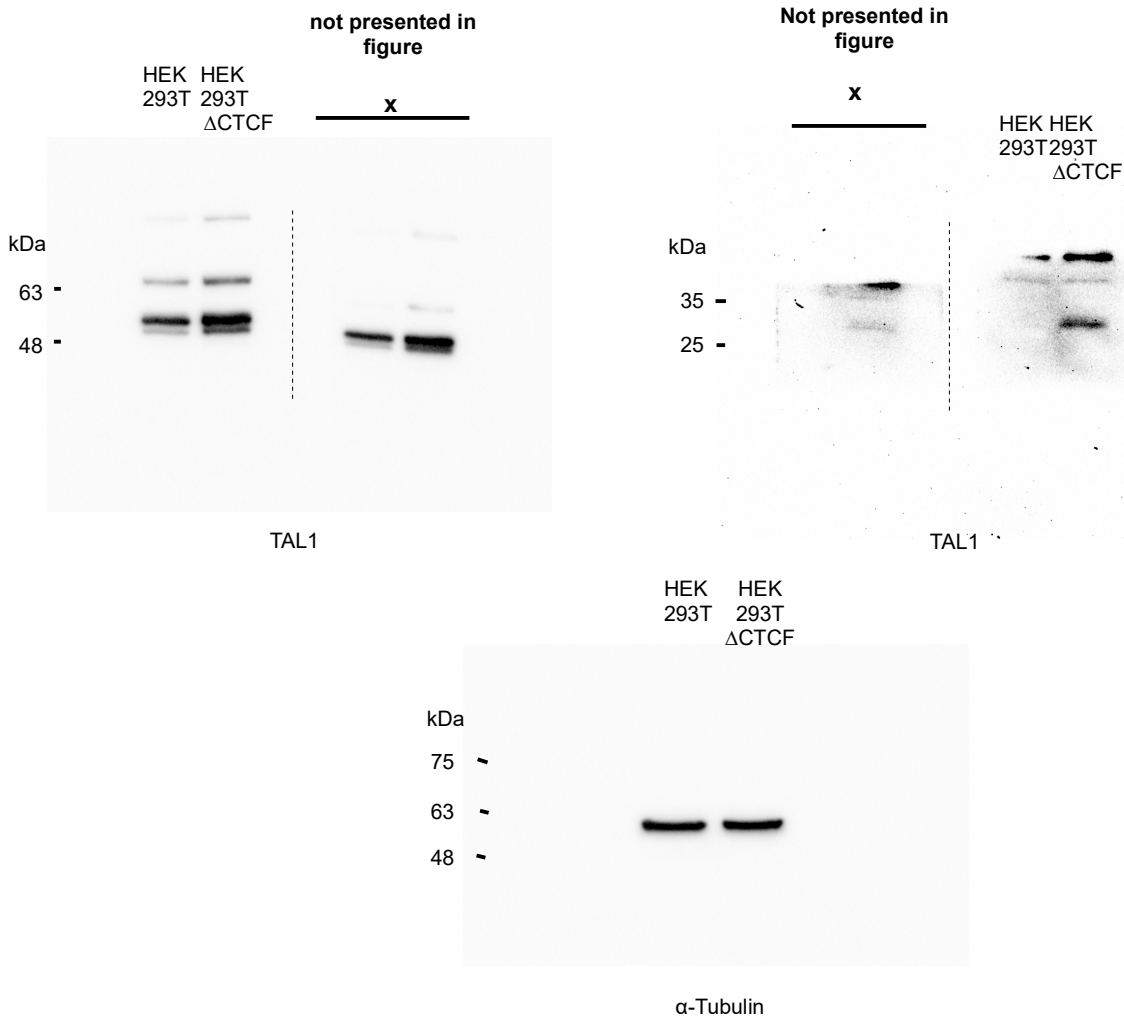 not presented in
figure
x
HEK HEK
293T 293T
ΔCTCF
kDa
63
48
TAL1
Not presented in
figure
x
HEK HEK
293T 293T
ΔCTCF
kDa
35
25
TAL1
HEK HEK
293T 293T
ΔCTCF
kDa
75
63
48
α-Tubulin